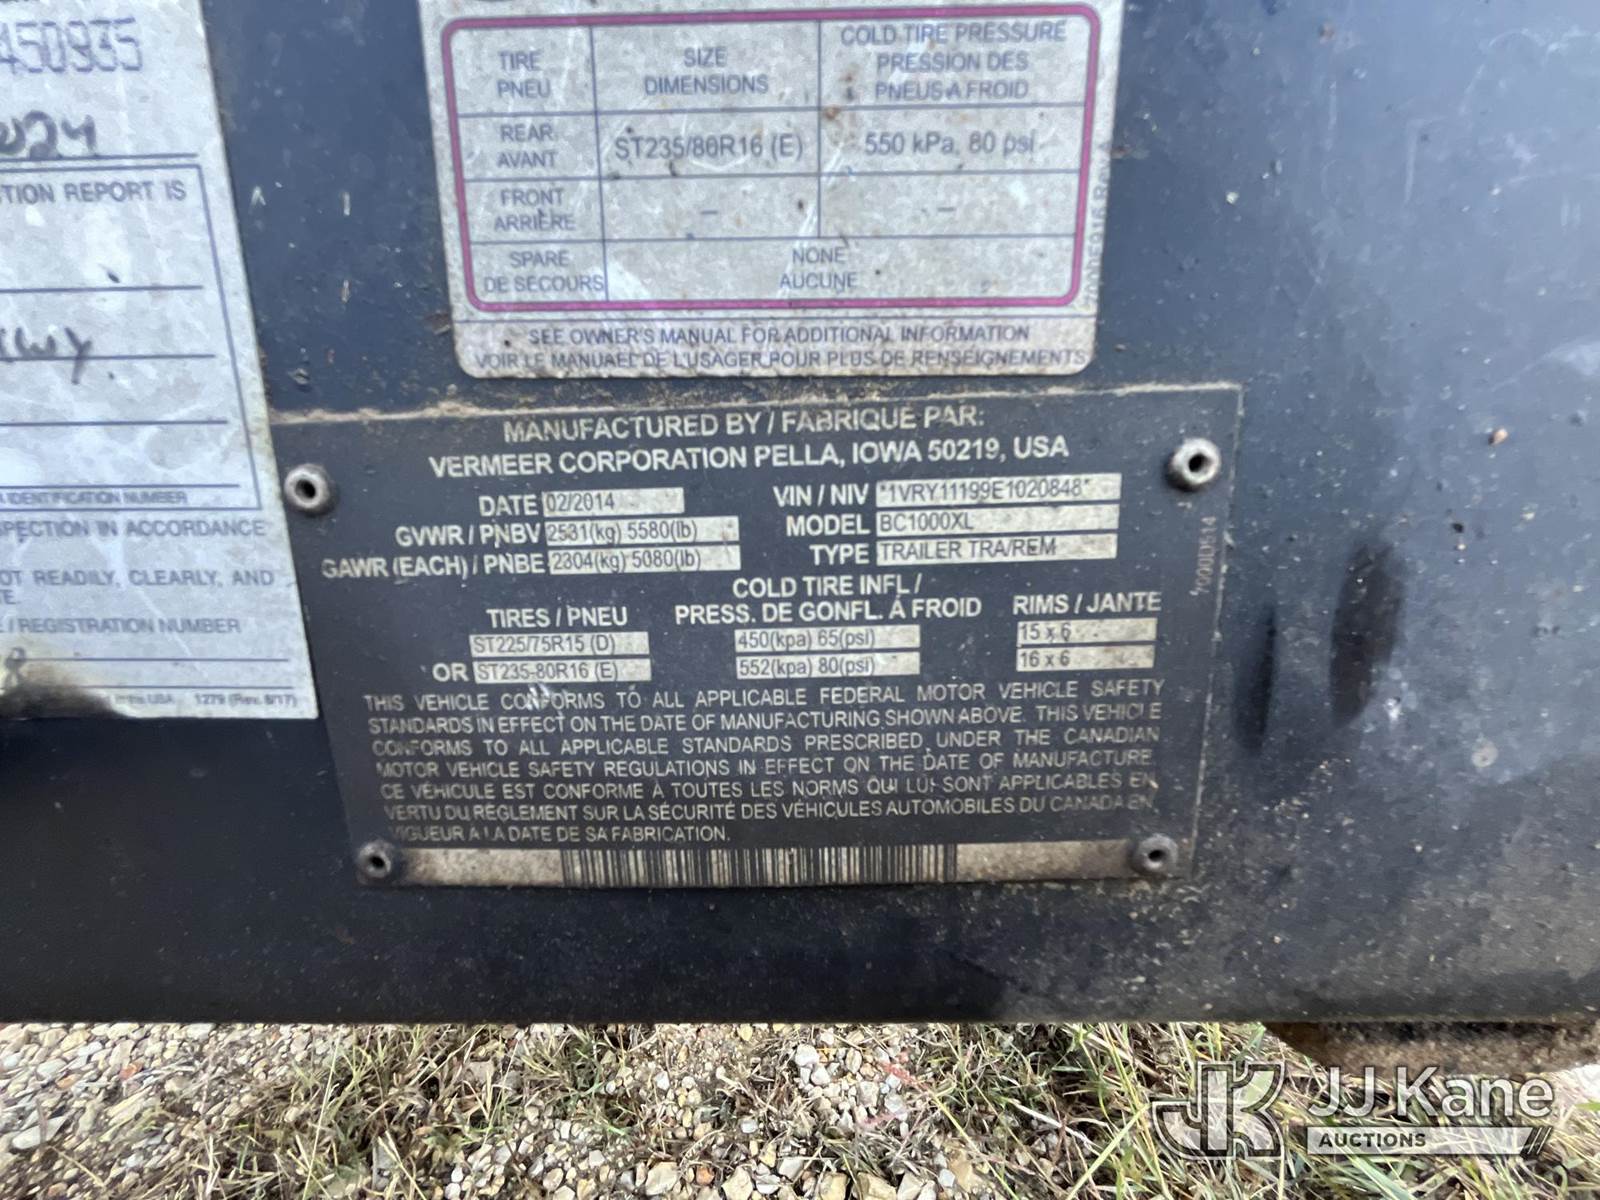 450935
TION REPORT IS
IDENTIFICATION NUMBER
SPECTION IN ACCORDANCE
OT READILY, CLEARLY, AND
/ REGISTRATION NUMBER
USA 1279 (Rev. 8/17)
TIRE
PNEU
SIZE
DIMENSIONS
COLD TIRE PRESSURE
PRESSION DES
PNEUS A FROID
REAR
AVANT
ST235/80R16 (E)
550 kPa, 80 psi
FRONT
ARRIÈRE
–
–
SPARE
DE SECOURS
NONE
AUCUNE
SEE OWNER'S MANUAL FOR ADDITIONAL INFORMATION
VOIR LE MANUAEL DE L'USAGER POUR PLUS DE RENSEIGNEMENTS
MANUFACTURED BY / FABRIQUE PAR:
VERMEER CORPORATION PELLA, IOWA 50219, USA
DATE 02/2014
VIN / NIV *1VRY11199E1020848*
GVWR / PNBV 2531(kg) 5580(lb)
MODEL BC1000XL
GAWR (EACH) / PNBE 2304(kg) 5080(lb)
TYPE TRAILER TRA/REM
COLD TIRE INFL /
TIRES / PNEU PRESS. DE GONFL. À FROID RIMS / JANTE
ST225/75R15 (D) 450(kpa) 65(psi) 15 x 6
OR ST235-80R16 (E) 552(kpa) 80(psi) 16 x 6
THIS VEHICLE CONFORMS TO ALL APPLICABLE FEDERAL MOTOR VEHICLE SAFETY
STANDARDS IN EFFECT ON THE DATE OF MANUFACTURING SHOWN ABOVE. THIS VEHICLE
CONFORMS TO ALL APPLICABLE STANDARDS PRESCRIBED UNDER THE CANADIAN
MOTOR VEHICLE SAFETY REGULATIONS IN EFFECT ON THE DATE OF MANUFACTURE.
CE VÉHICULE EST CONFORME À TOUTES LES NORMS QUI LUI SONT APPLICABLES EN
VERTU DU RÉGLEMENT SUR LA SÉCURITÉ DES VÉHICULES AUTOMOBILES DU CANADA EN
VIGUEUR A LA DATE DE SA FABRICATION.
JJ Kane
AUCTIONS